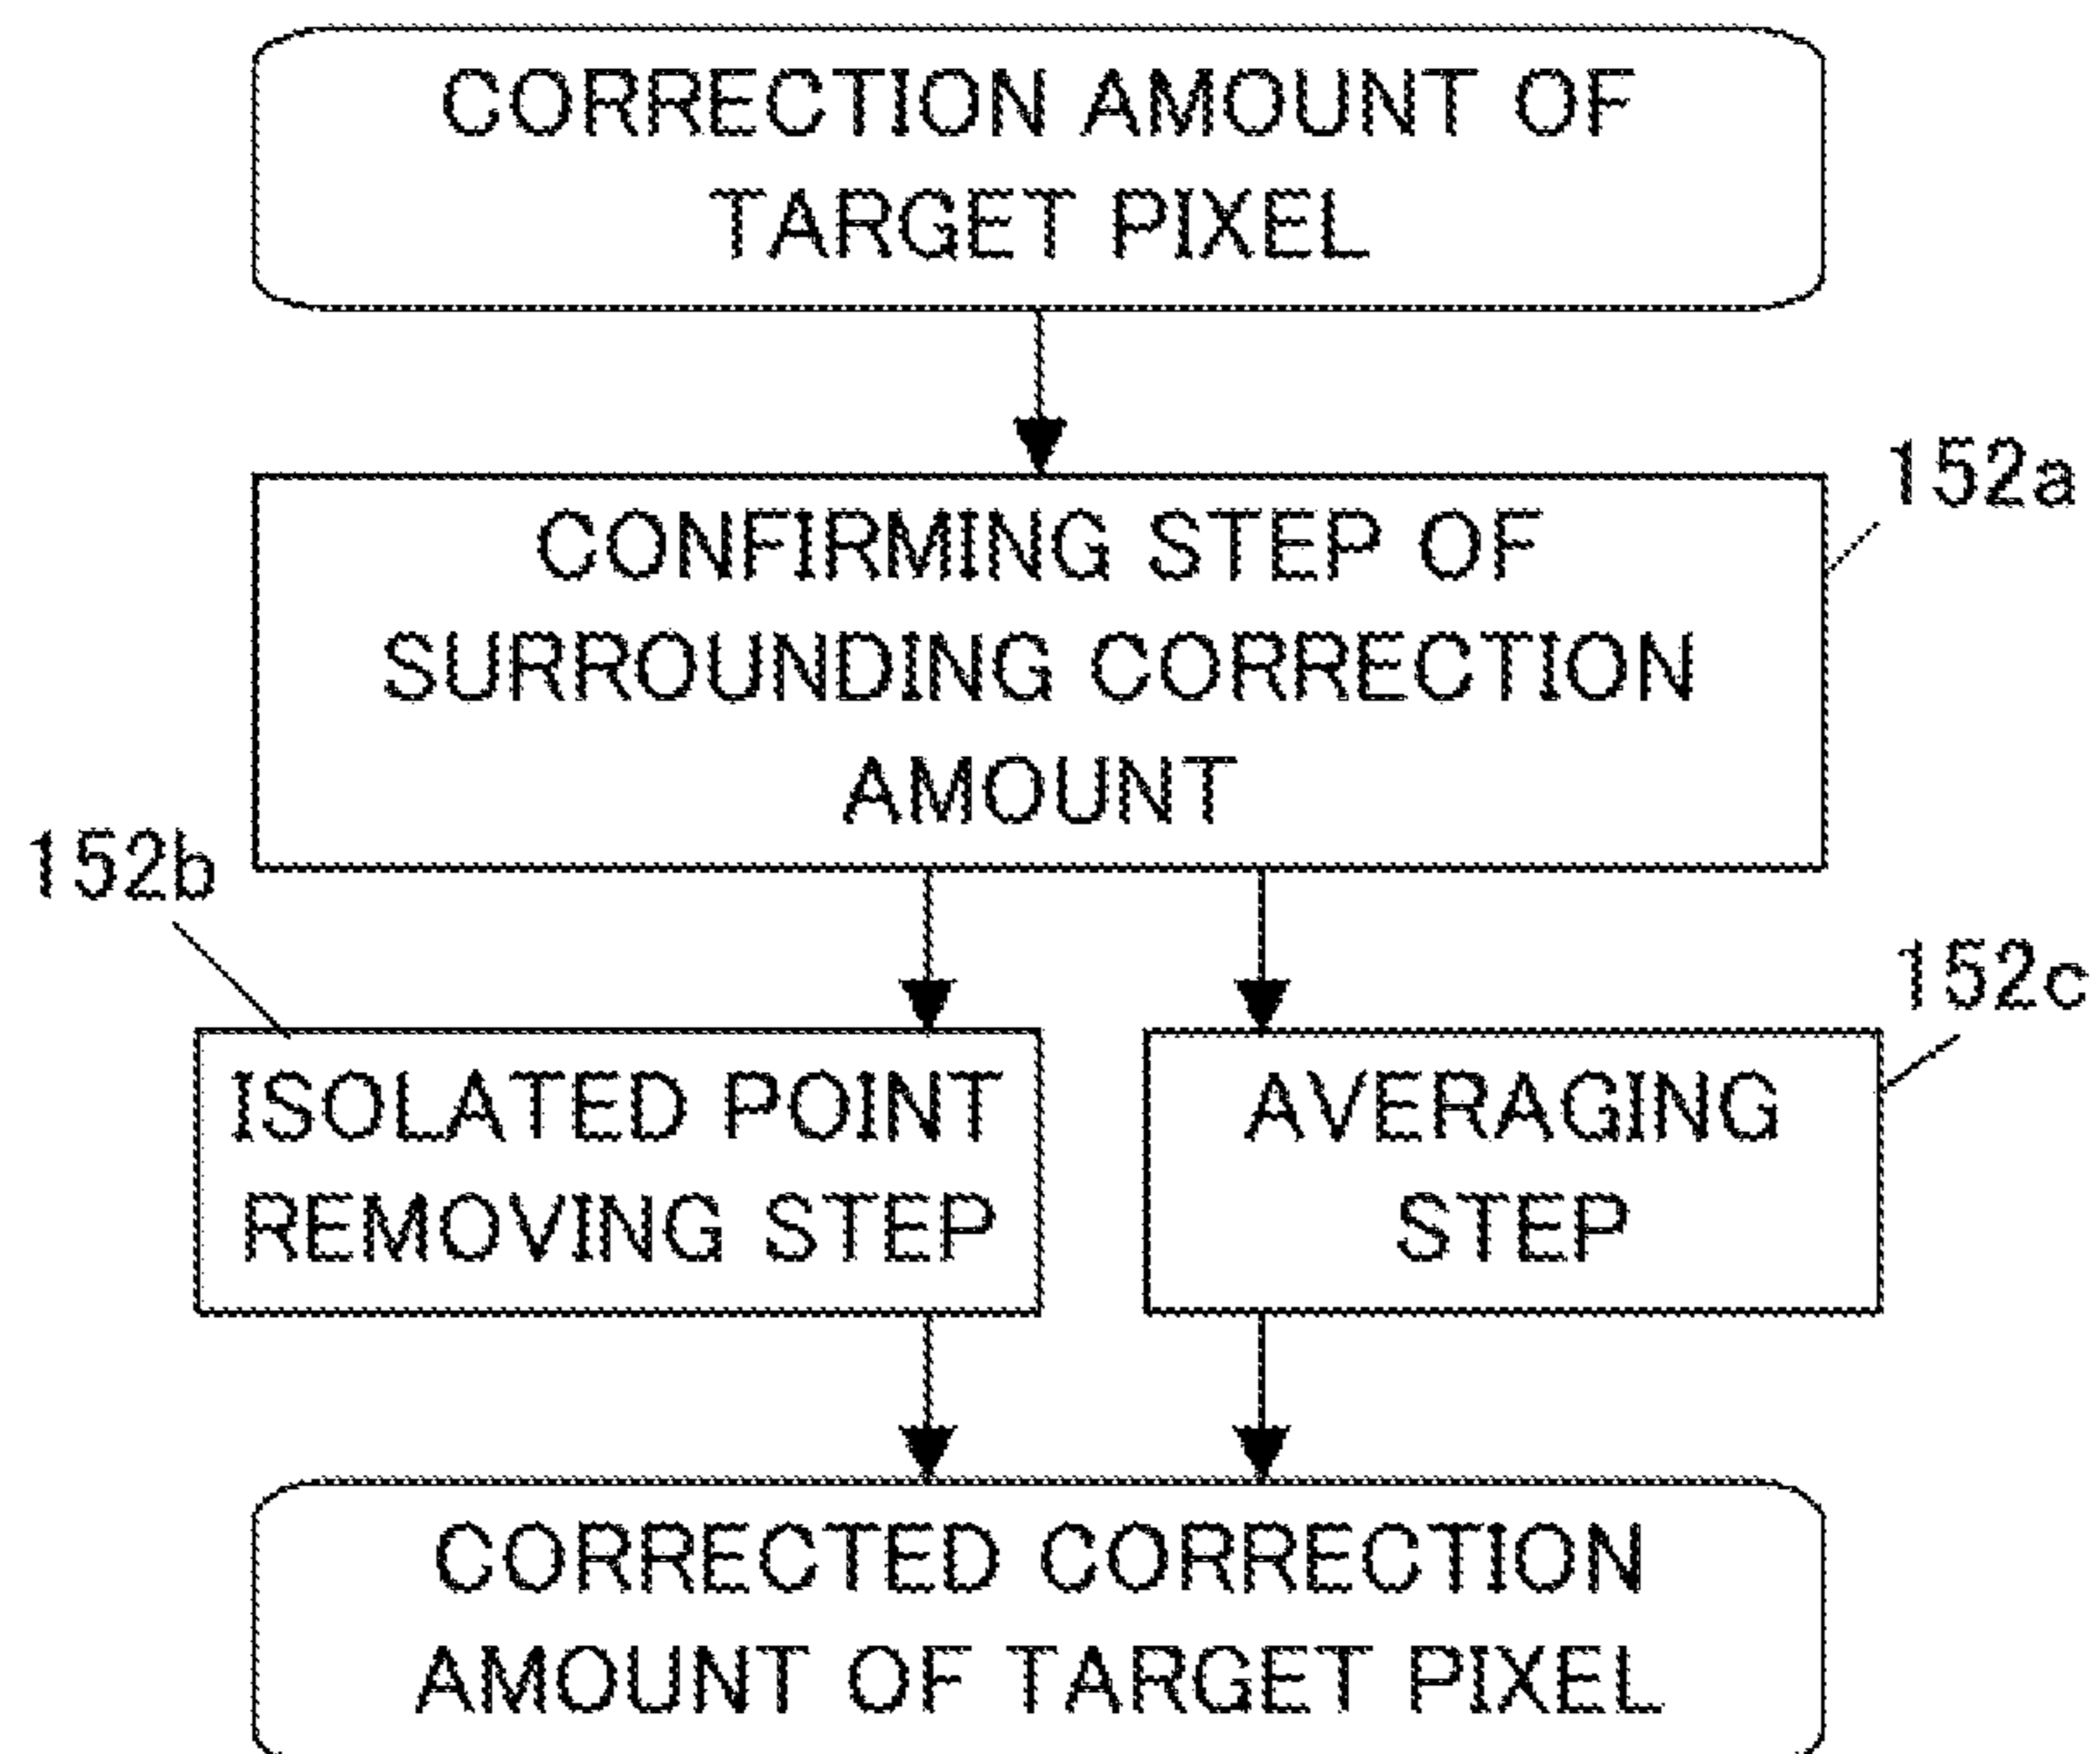 CORRECTION AMOUNT OF
TARGET PIXEL
152a
CONFIRMING STEP OF
SURROUNDING CORRECTION
AMOUNT
152b
152c
ISOLATED POINT
REMOVING STEP
AVERAGING
STEP
CORRECTED CORRECTION
AMOUNT OF TARGET PIXEL